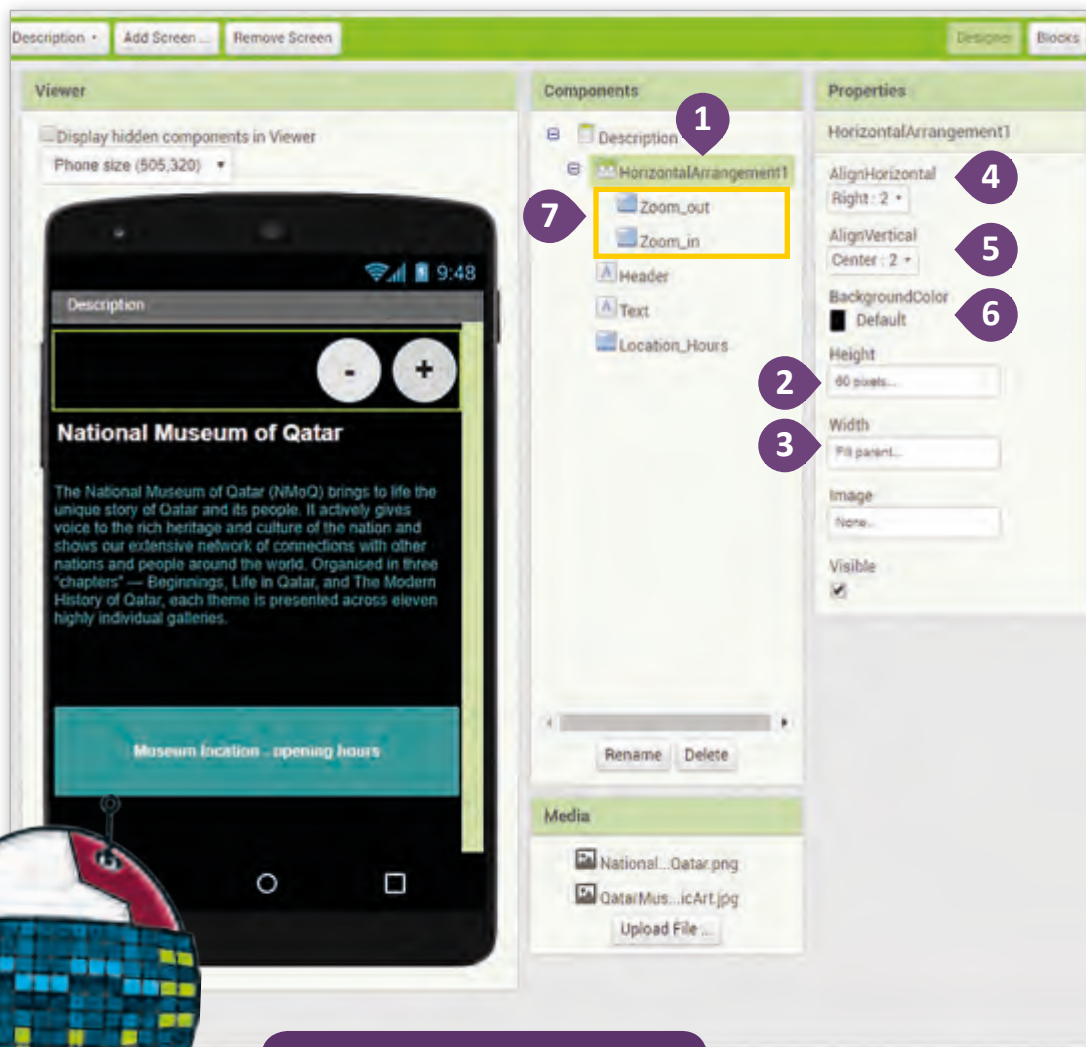 Description
Add Screen ...
Remove Screen
Designer
Blocks
Viewer
Display hidden components in Viewer
Phone size (505,320)
9:48
Description
-
+
National Museum of Qatar
The National Museum of Qatar (NMoQ) brings to life the
unique story of Qatar and its people. It actively gives
voice to the rich heritage and culture of the nation and
shows our extensive network of connections with other
nations and people around the world. Organised in three
"chapters" — Beginnings, Life in Qatar, and The Modern
History of Qatar, each theme is presented across eleven
highly individual galleries.
Museum location - opening hours
Components
1
Description
HorizontalArrangement1
7
Zoom_out
Zoom_in
Header
Text
Location_Hours
Rename
Delete
Media
National...Qatar.png
QatarMus...icArt.jpg
Upload File ...
Properties
HorizontalArrangement1
AlignHorizontal
4
Right : 2
AlignVertical
5
Center : 2
BackgroundColor
6
Default
Height
2
60 pixels...
Width
3
Fill parent...
Image
None...
Visible